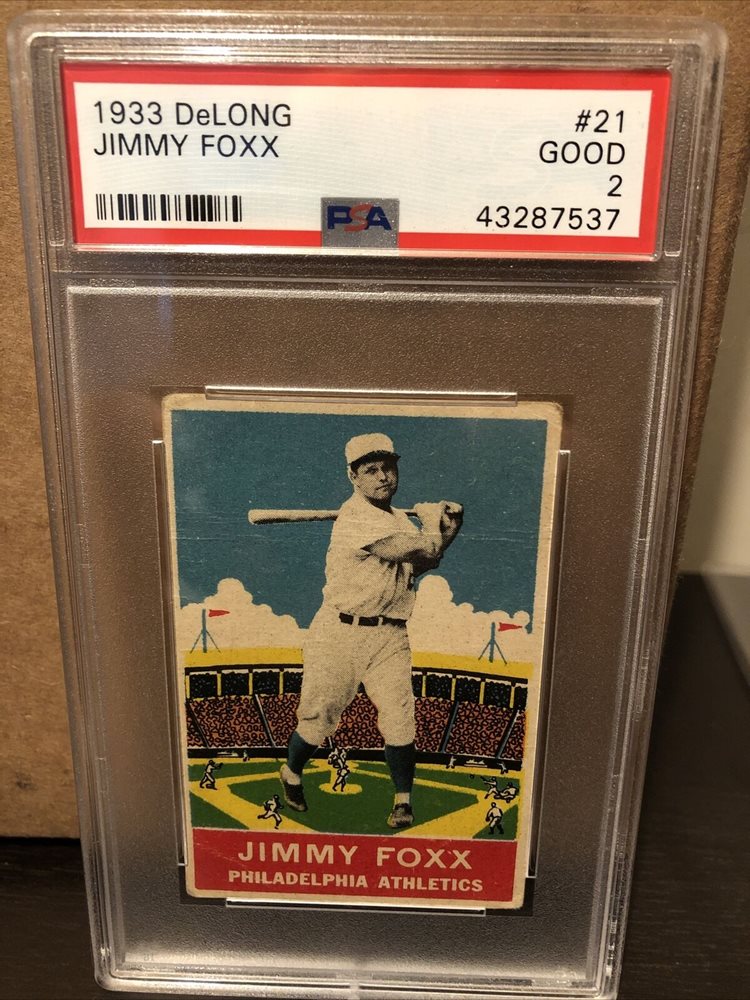 1933 DeLONG #21
JIMMY FOXX GOOD
2
PSA 43287537
JIMMY FOXX
PHILADELPHIA ATHLETICS